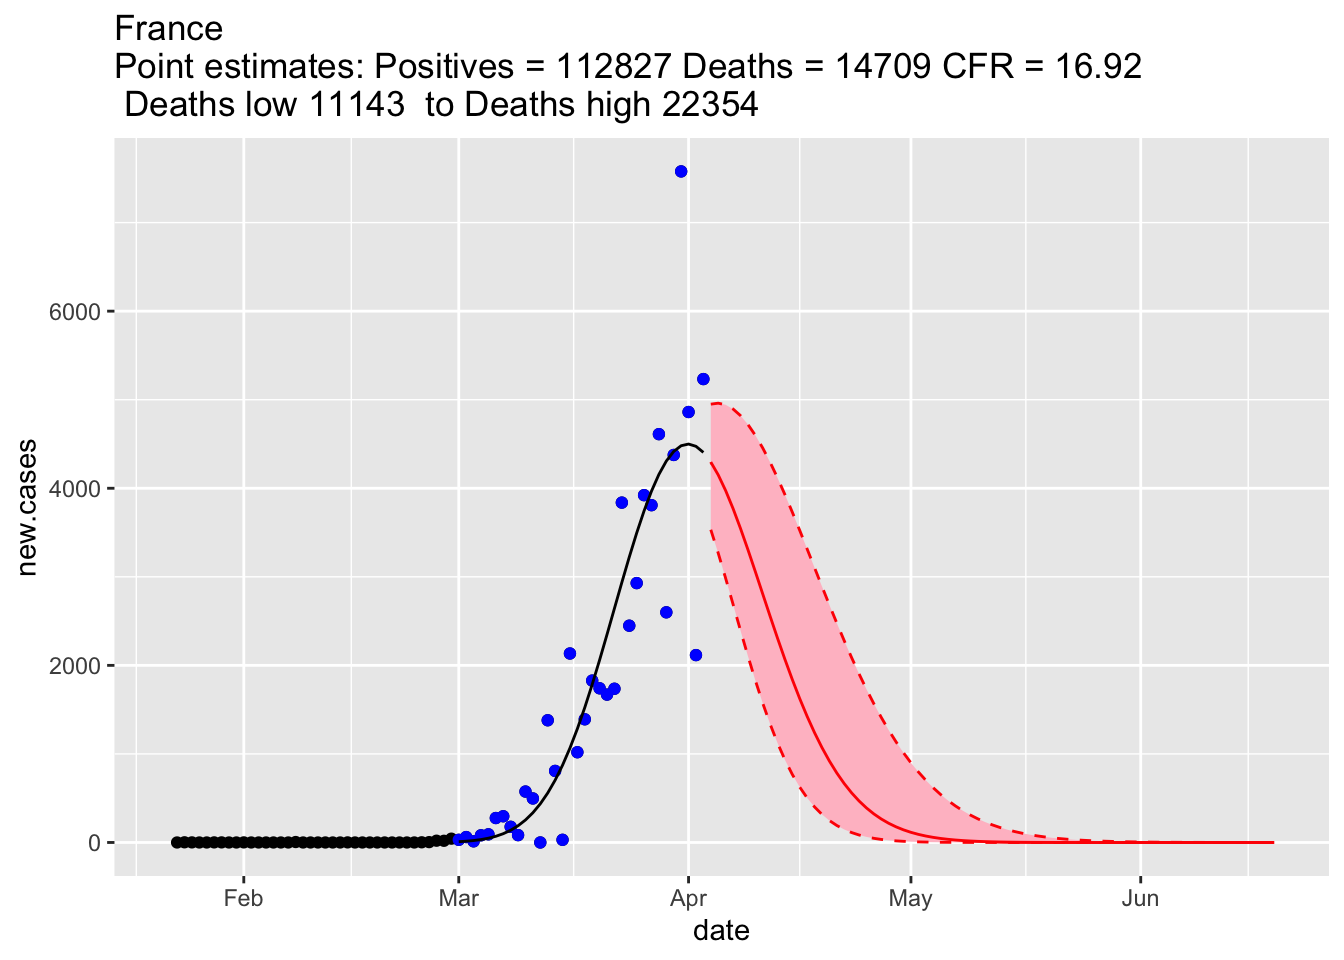 France
Point estimates: Positives = 112827 Deaths = 14709 CFR = 16.92
Deaths low 11143  to Deaths high 22354
new.cases
6000
4000
2000
0
Feb Mar Apr May Jun
date